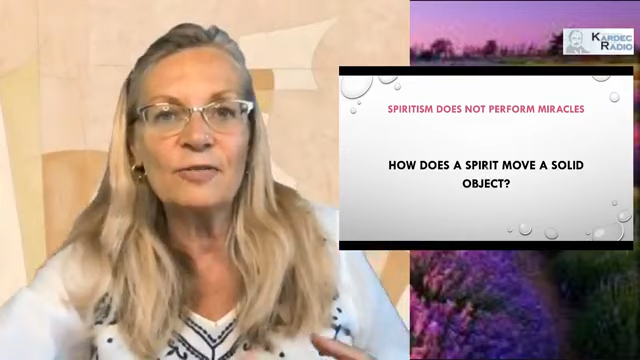 KARDEC
RADIO
SPIRITISM DOES NOT PERFORM MIRACLES
HOW DOES A SPIRIT MOVE A SOLID
OBJECT?